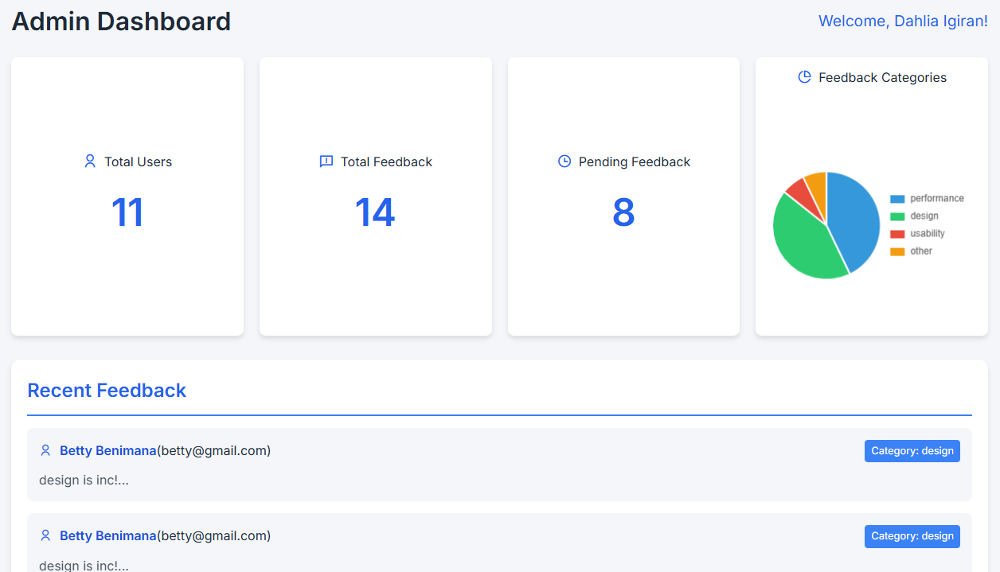 Admin Dashboard
Welcome, Dahlia Igiran!
Total Users
11
Total Feedback
14
Pending Feedback
8
Feedback Categories
performance
design
usability
other
Recent Feedback
Betty Benimana(betty@gmail.com)
Category: design
design is inc!...
Betty Benimana(betty@gmail.com)
Category: design
design is inc!...